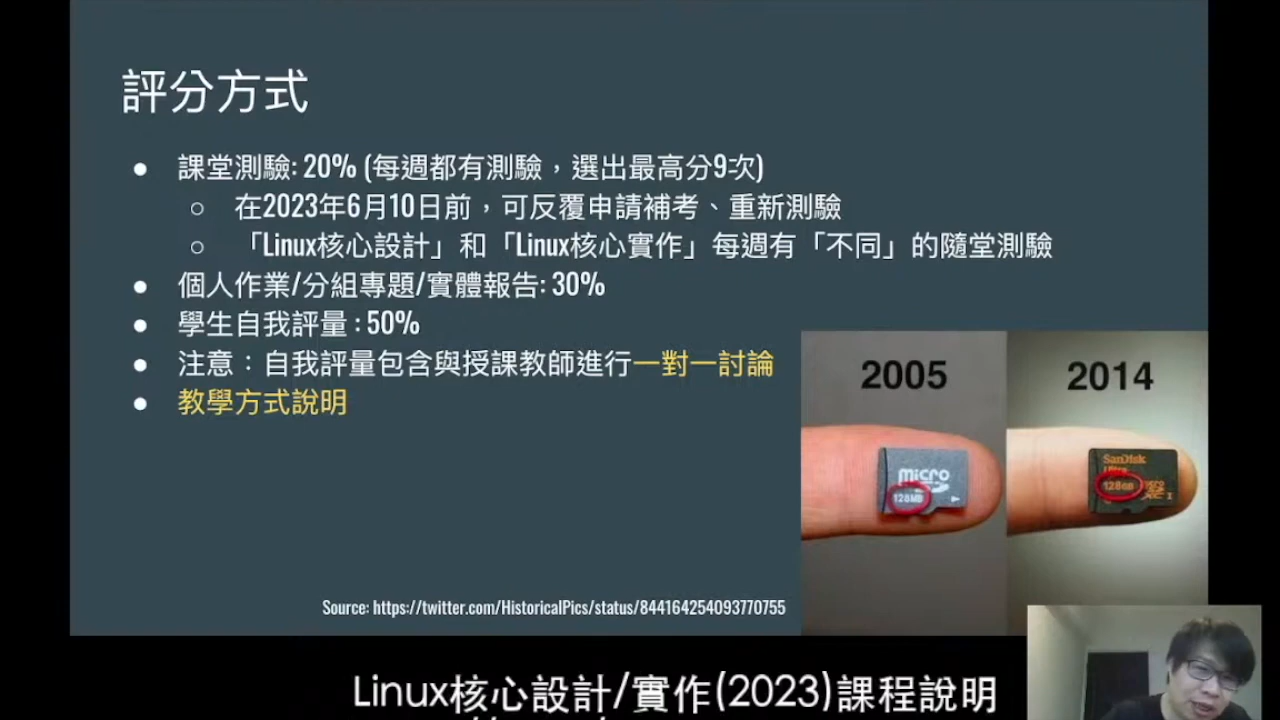 評分方式
● 課堂測驗: 20% (每週都有測驗，選出最高分9次)
○ 在2023年6月10日前，可反覆申請補考、重新測驗
○ 「Linux核心設計」和「Linux核心實作」每週有「不同」的隨堂測驗
● 個人作業/分組專題/實體報告: 30%
● 學生自我評量 : 50%
● 注意：自我評量包含與授課教師進行一對一討論
● 教學方式說明
2005
2014
micro
128MB
SanDisk
Ultra
128GB
Source: https://twitter.com/HistoricalPics/status/844164254093770755
Linux核心設計/實作(2023)課程說明